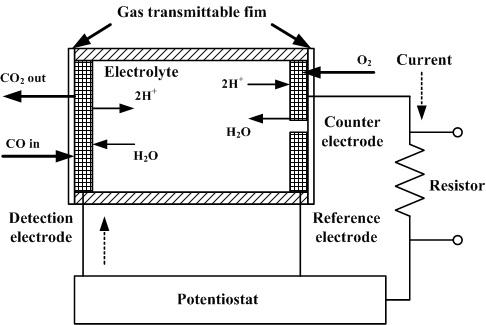 Gas transmittable fim
Electrolyte
O₂
Current
CO₂ out
2H⁺
2H⁺
H₂O
CO in
H₂O
Counter
electrode
Resistor
Detection
electrode
Reference
electrode
Potentiostat